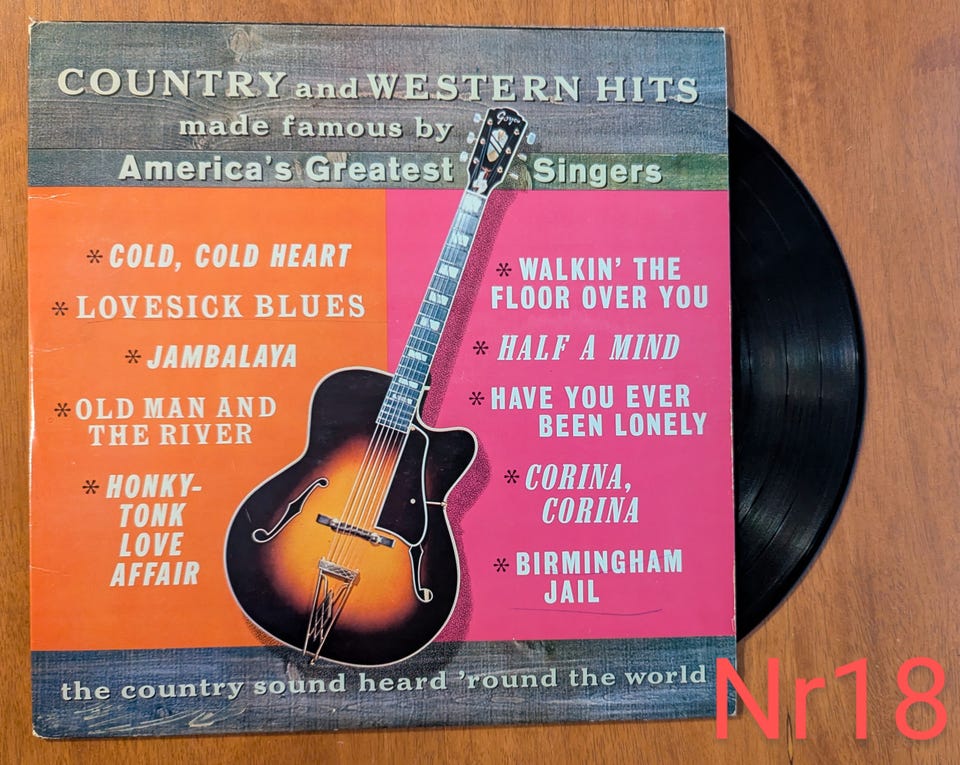 COUNTRY and WESTERN HITS
made famous by
America's Greatest Singers
* COLD, COLD HEART
* LOVESICK BLUES
* JAMBALAYA
* OLD MAN AND
THE RIVER
* HONKY-
TONK
LOVE
AFFAIR
* WALKIN' THE
FLOOR OVER YOU
* HALF A MIND
* HAVE YOU EVER
BEEN LONELY
* CORINA,
CORINA
* BIRMINGHAM
JAIL
the country sound heard 'round the world
Nr18